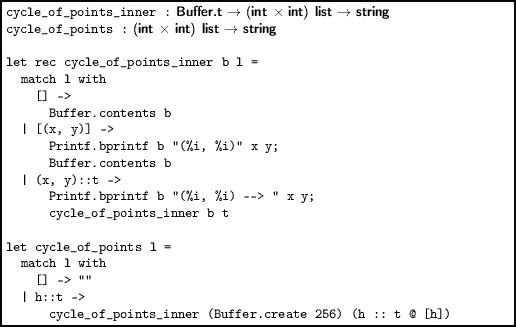 cycle_of_points_inner : Buffer.t → (int × int) list → string
cycle_of_points : (int × int) list → string

let rec cycle_of_points_inner b l =
  match l with
    [] ->
      Buffer.contents b
  | [(x, y)] ->
      Printf.bprintf b "(%i, %i)" x y;
      Buffer.contents b
  | (x, y)::t ->
      Printf.bprintf b "(%i, %i) --> " x y;
      cycle_of_points_inner b t

let cycle_of_points l =
  match l with
    [] -> ""
  | h::t ->
      cycle_of_points_inner (Buffer.create 256) (h :: t @ [h])